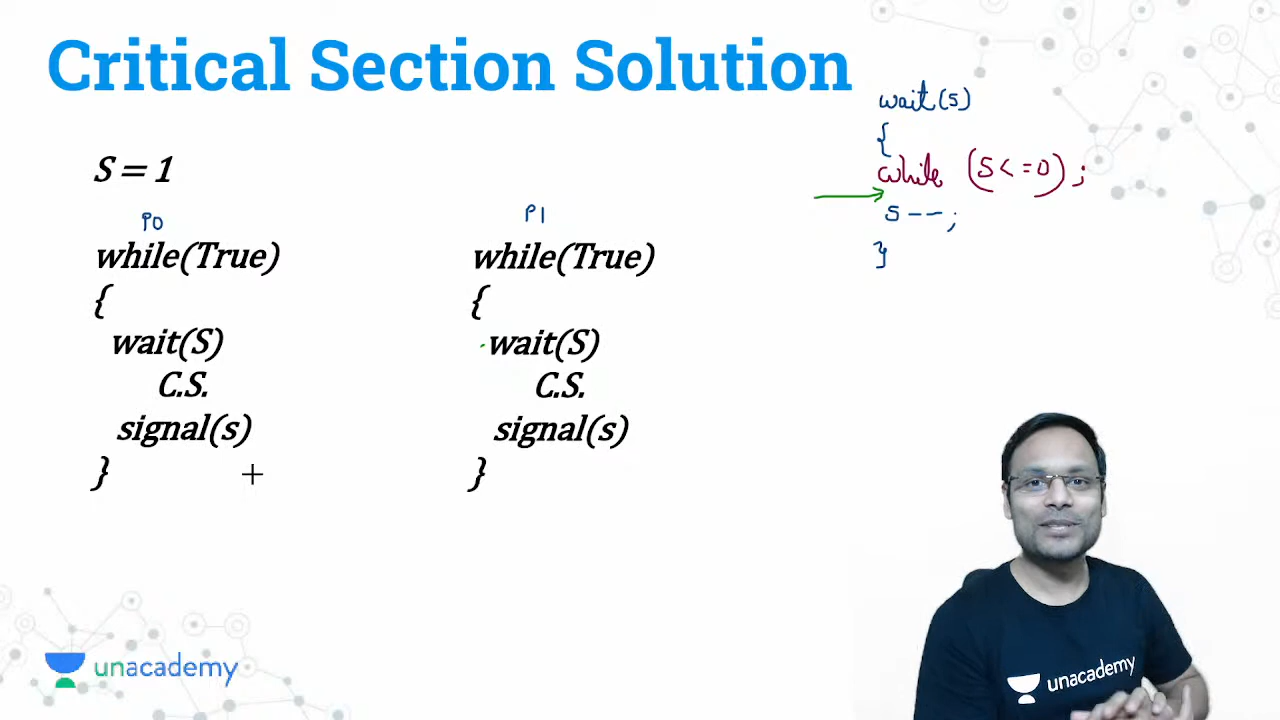 Critical Section Solution
S = 1
P0
while(True)
{
wait(S)
C.S.
signal(s)
}
P1
while(True)
{
wait(S)
C.S.
signal(s)
}
wait(s)
{
while (S<=0);
S--;
}
unacademy
unacademy